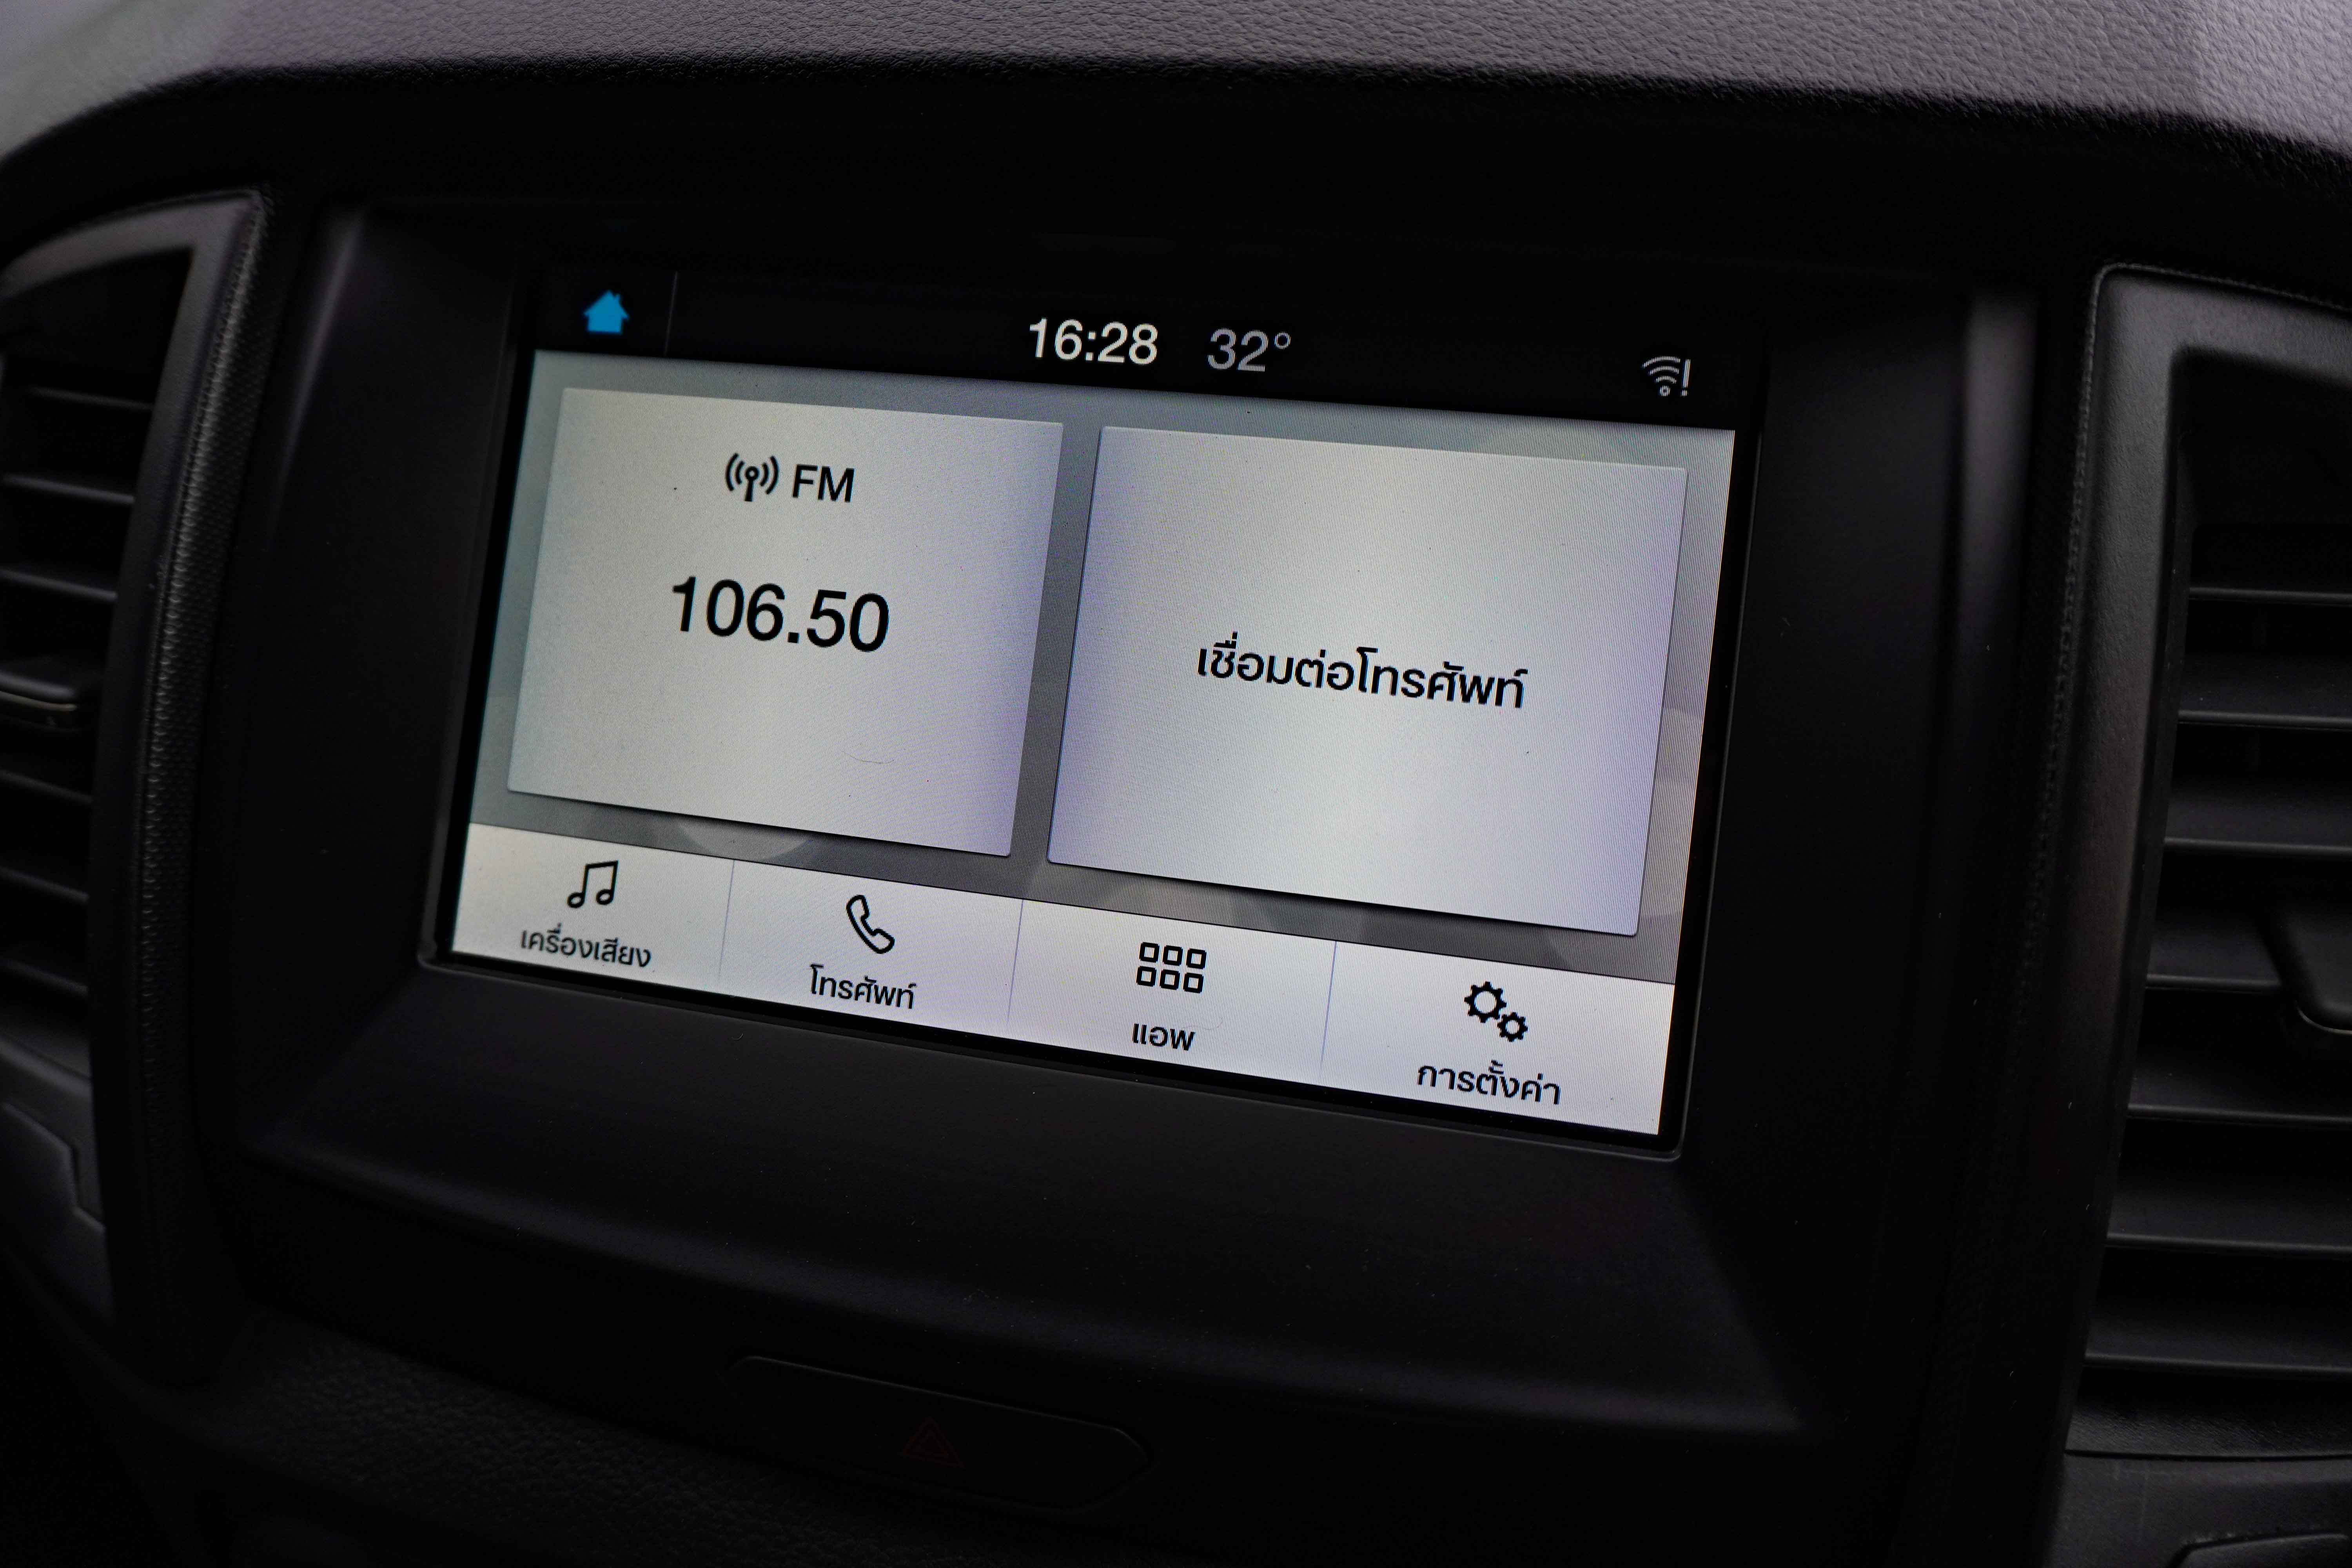 16:28 32°
FM
106.50
เชื่อมต่อโทรศัพท์
เครื่องเสียง
โทรศัพท์
แอพ
การตั้งค่า